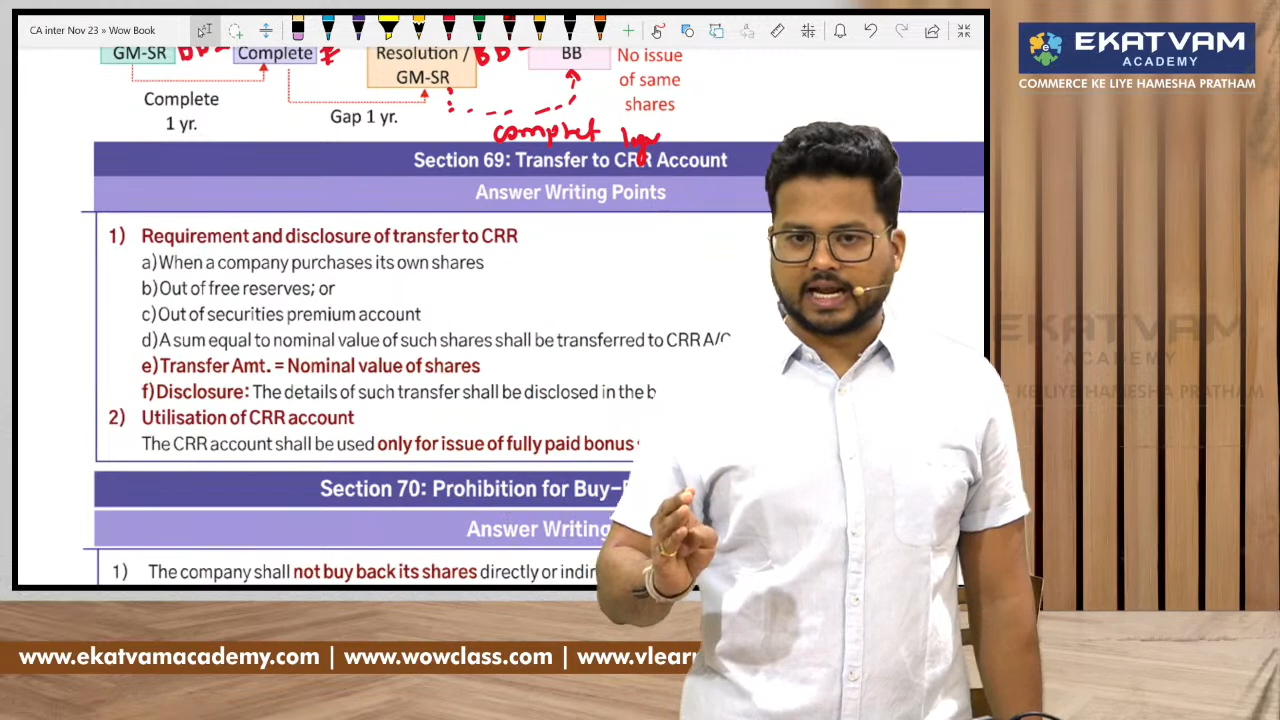 CA inter Nov 23 » Wow Book
EKATVAM
ACADEMY
COMMERCE KE LIYE HAMESHA PRATHAM
GM-SR
Complete
Resolution /
GM-SR
BB
No issue
of same
shares
Complete
1 yr.
Gap 1 yr.
complet
Section 69: Transfer to CRR Account
Answer Writing Points
1) Requirement and disclosure of transfer to CRR
a) When a company purchases its own shares
b) Out of free reserves; or
c) Out of securities premium account
d) A sum equal to nominal value of such shares shall be transferred to CRR A/C
e) Transfer Amt. = Nominal value of shares
f) Disclosure: The details of such transfer shall be disclosed in the b
2) Utilisation of CRR account
The CRR account shall be used only for issue of fully paid bonus
Section 70: Prohibition for Buy-
Answer Writing
1) The company shall not buy back its shares directly or indir
EKATVAM
ACADEMY
KE LIYE HAMESHA PRATHAM
www.ekatvamacademy.com | www.wowclass.com | www.vlear